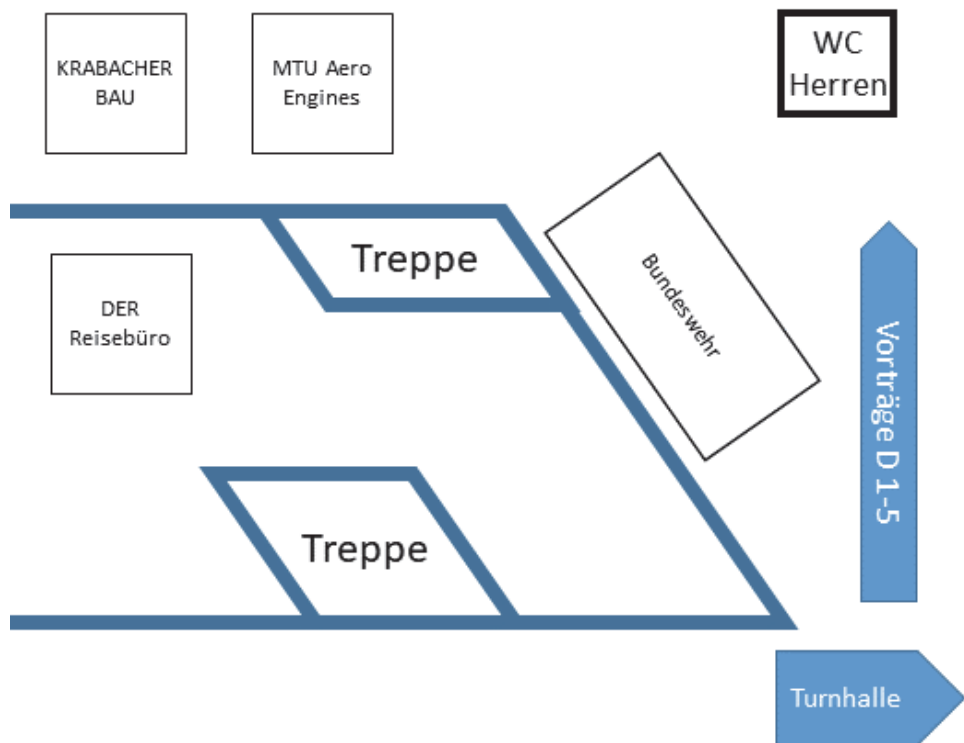 KRABACHER
BAU
MTU Aero
Engines
WC
Herren
Treppe
Bundeswehr
DER
Reisebüro
Vorträge D 1-5
Treppe
Turnhalle